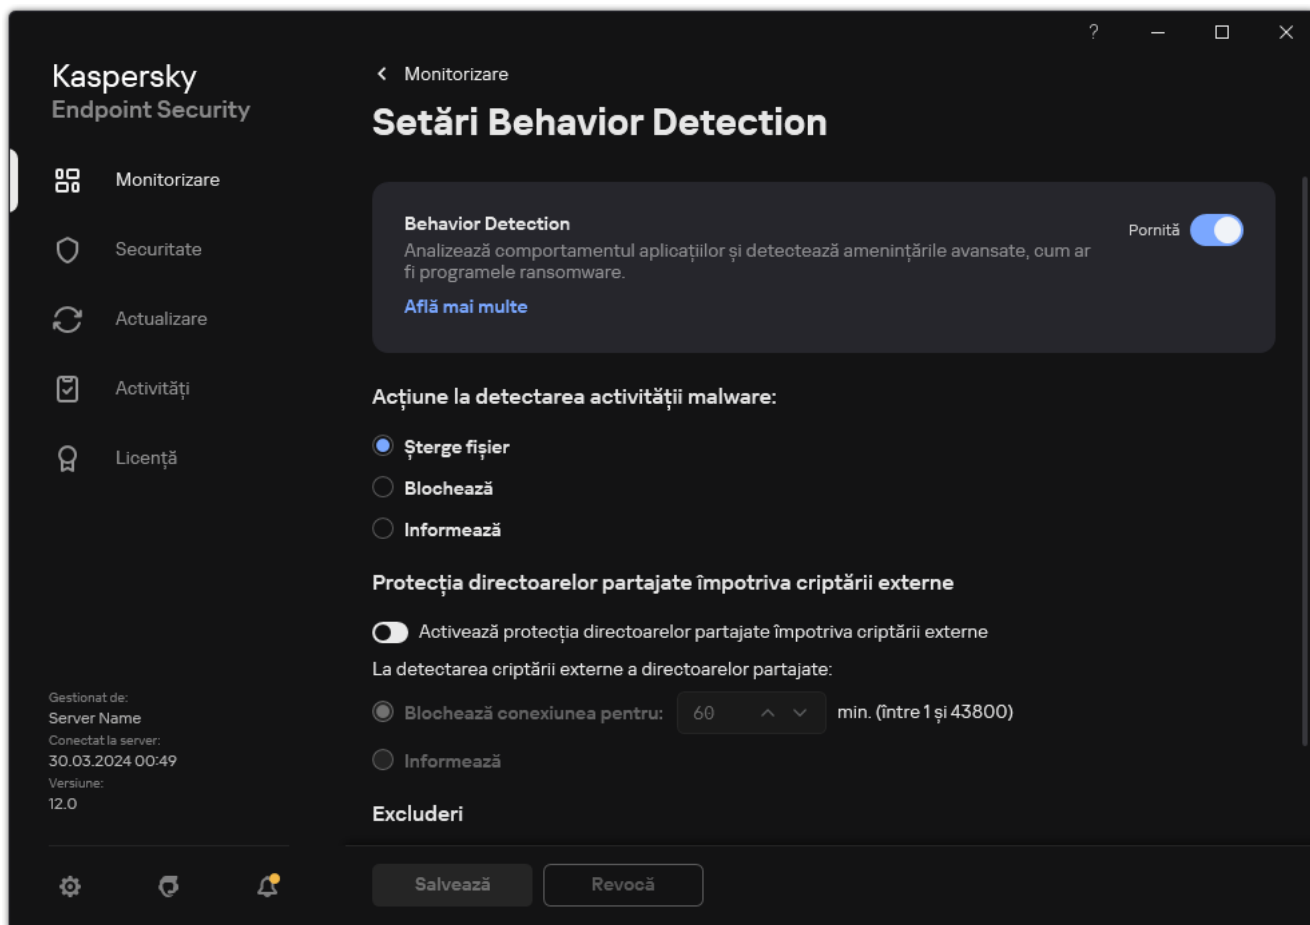 ?
Kaspersky
Endpoint Security
Monitorizare
Securitate
Actualizare
Activități
Licență
Gestionat de:
Server Name
Conectat la server:
30.03.2024 00:49
Versiune:
12.0
Monitorizare
Setări Behavior Detection
Behavior Detection
Pornită
Analizează comportamentul aplicațiilor și detectează amenințările avansate, cum ar
fi programele ransomware.
Află mai multe
Acțiune la detectarea activității malware:
Șterge fișier
Blochează
Informează
Protecția directoarelor partajate împotriva criptării externe
Activează protecția directoarelor partajate împotriva criptării externe
La detectarea criptării externe a directoarelor partajate:
Blochează conexiunea pentru: 60 min. (între 1 și 43800)
Informează
Excluderi
Salvează
Revocă